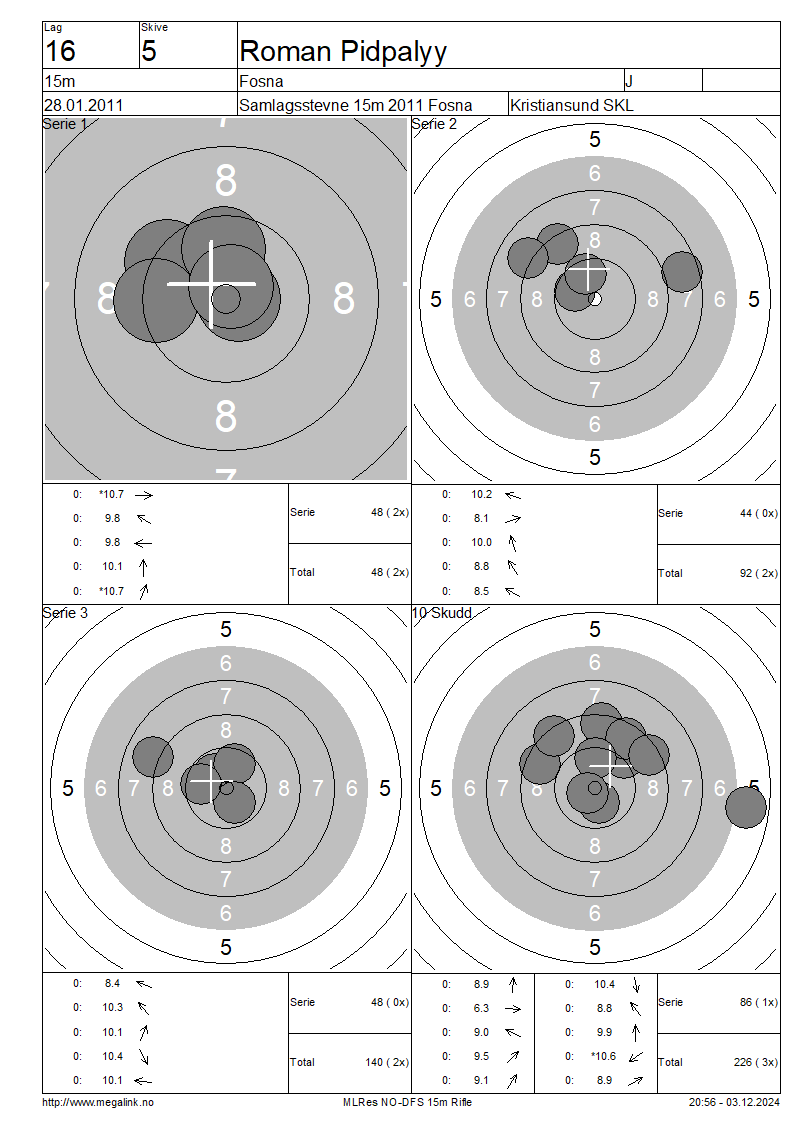 Lag
Skive
16
5
Roman Pidpalyy
15m
Fosna
J
28.01.2011
Samlagsstevne 15m 2011 Fosna
Kristiansund SKL
Serie 1
7
8
7
8
8
7
8
7
0: *10.7
0: 9.8
0: 9.8
0: 10.1
0: *10.7
Serie 48 ( 2x)
Total 48 ( 2x)
Serie 2
5
6
7
8
5 6 7 8 8 7 6 5
8
7
6
5
0: 10.2
0: 8.1
0: 10.0
0: 8.8
0: 8.5
Serie 44 ( 0x)
Total 92 ( 2x)
Serie 3
5
6
7
8
5 6 7 8 8 7 6 5
8
7
6
5
0: 8.4
0: 10.3
0: 10.1
0: 10.4
0: 10.1
Serie 48 ( 0x)
Total 140 ( 2x)
10 Skudd
5
6
7
5 6 7 8 8 7 6 5
8
7
6
5
0: 8.9
0: 6.3
0: 9.0
0: 9.5
0: 9.1
0: 10.4
0: 8.8
0: 9.9
0: *10.6
0: 8.9
Serie 86 ( 1x)
Total 226 ( 3x)
http://www.megalink.no
MLRes NO-DFS 15m Rifle
20:56 - 03.12.2024